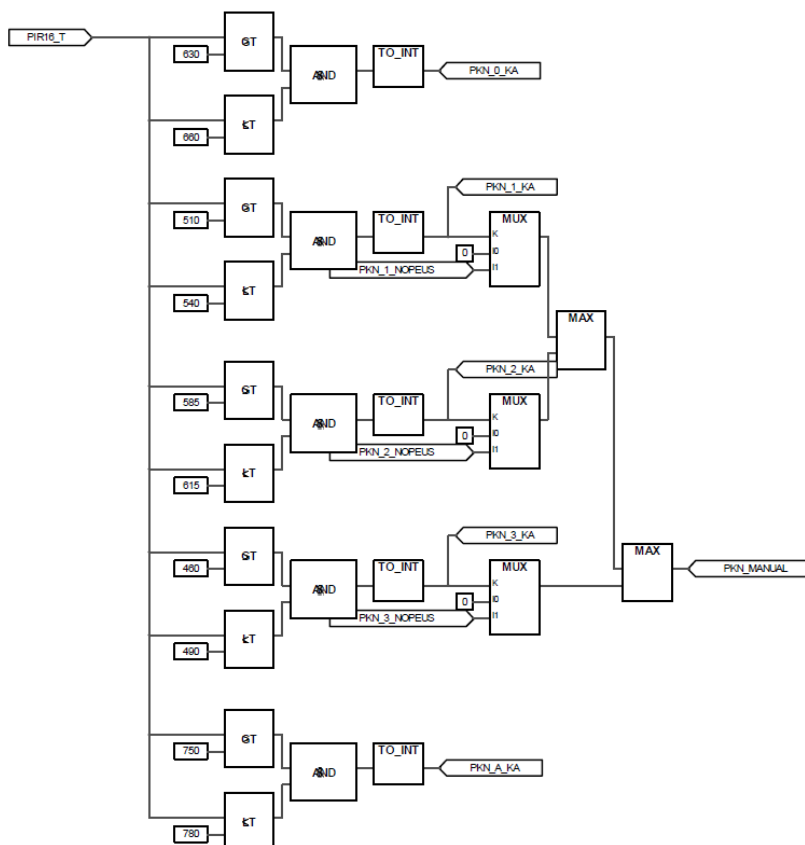 PIR16_T
GT
630
AND
TO_INT
PKN_0_KA
LT
660
GT
510
AND
TO_INT
PKN_1_KA
MUX
K
0
I0
PKN_1_NOPEUS
I1
LT
540
MAX
GT
585
AND
TO_INT
PKN_2_KA
MUX
K
0
I0
PKN_2_NOPEUS
I1
LT
615
GT
460
AND
TO_INT
PKN_3_KA
MUX
K
0
I0
PKN_3_NOPEUS
I1
MAX
PKN_MANUAL
LT
490
GT
750
AND
TO_INT
PKN_A_KA
LT
780